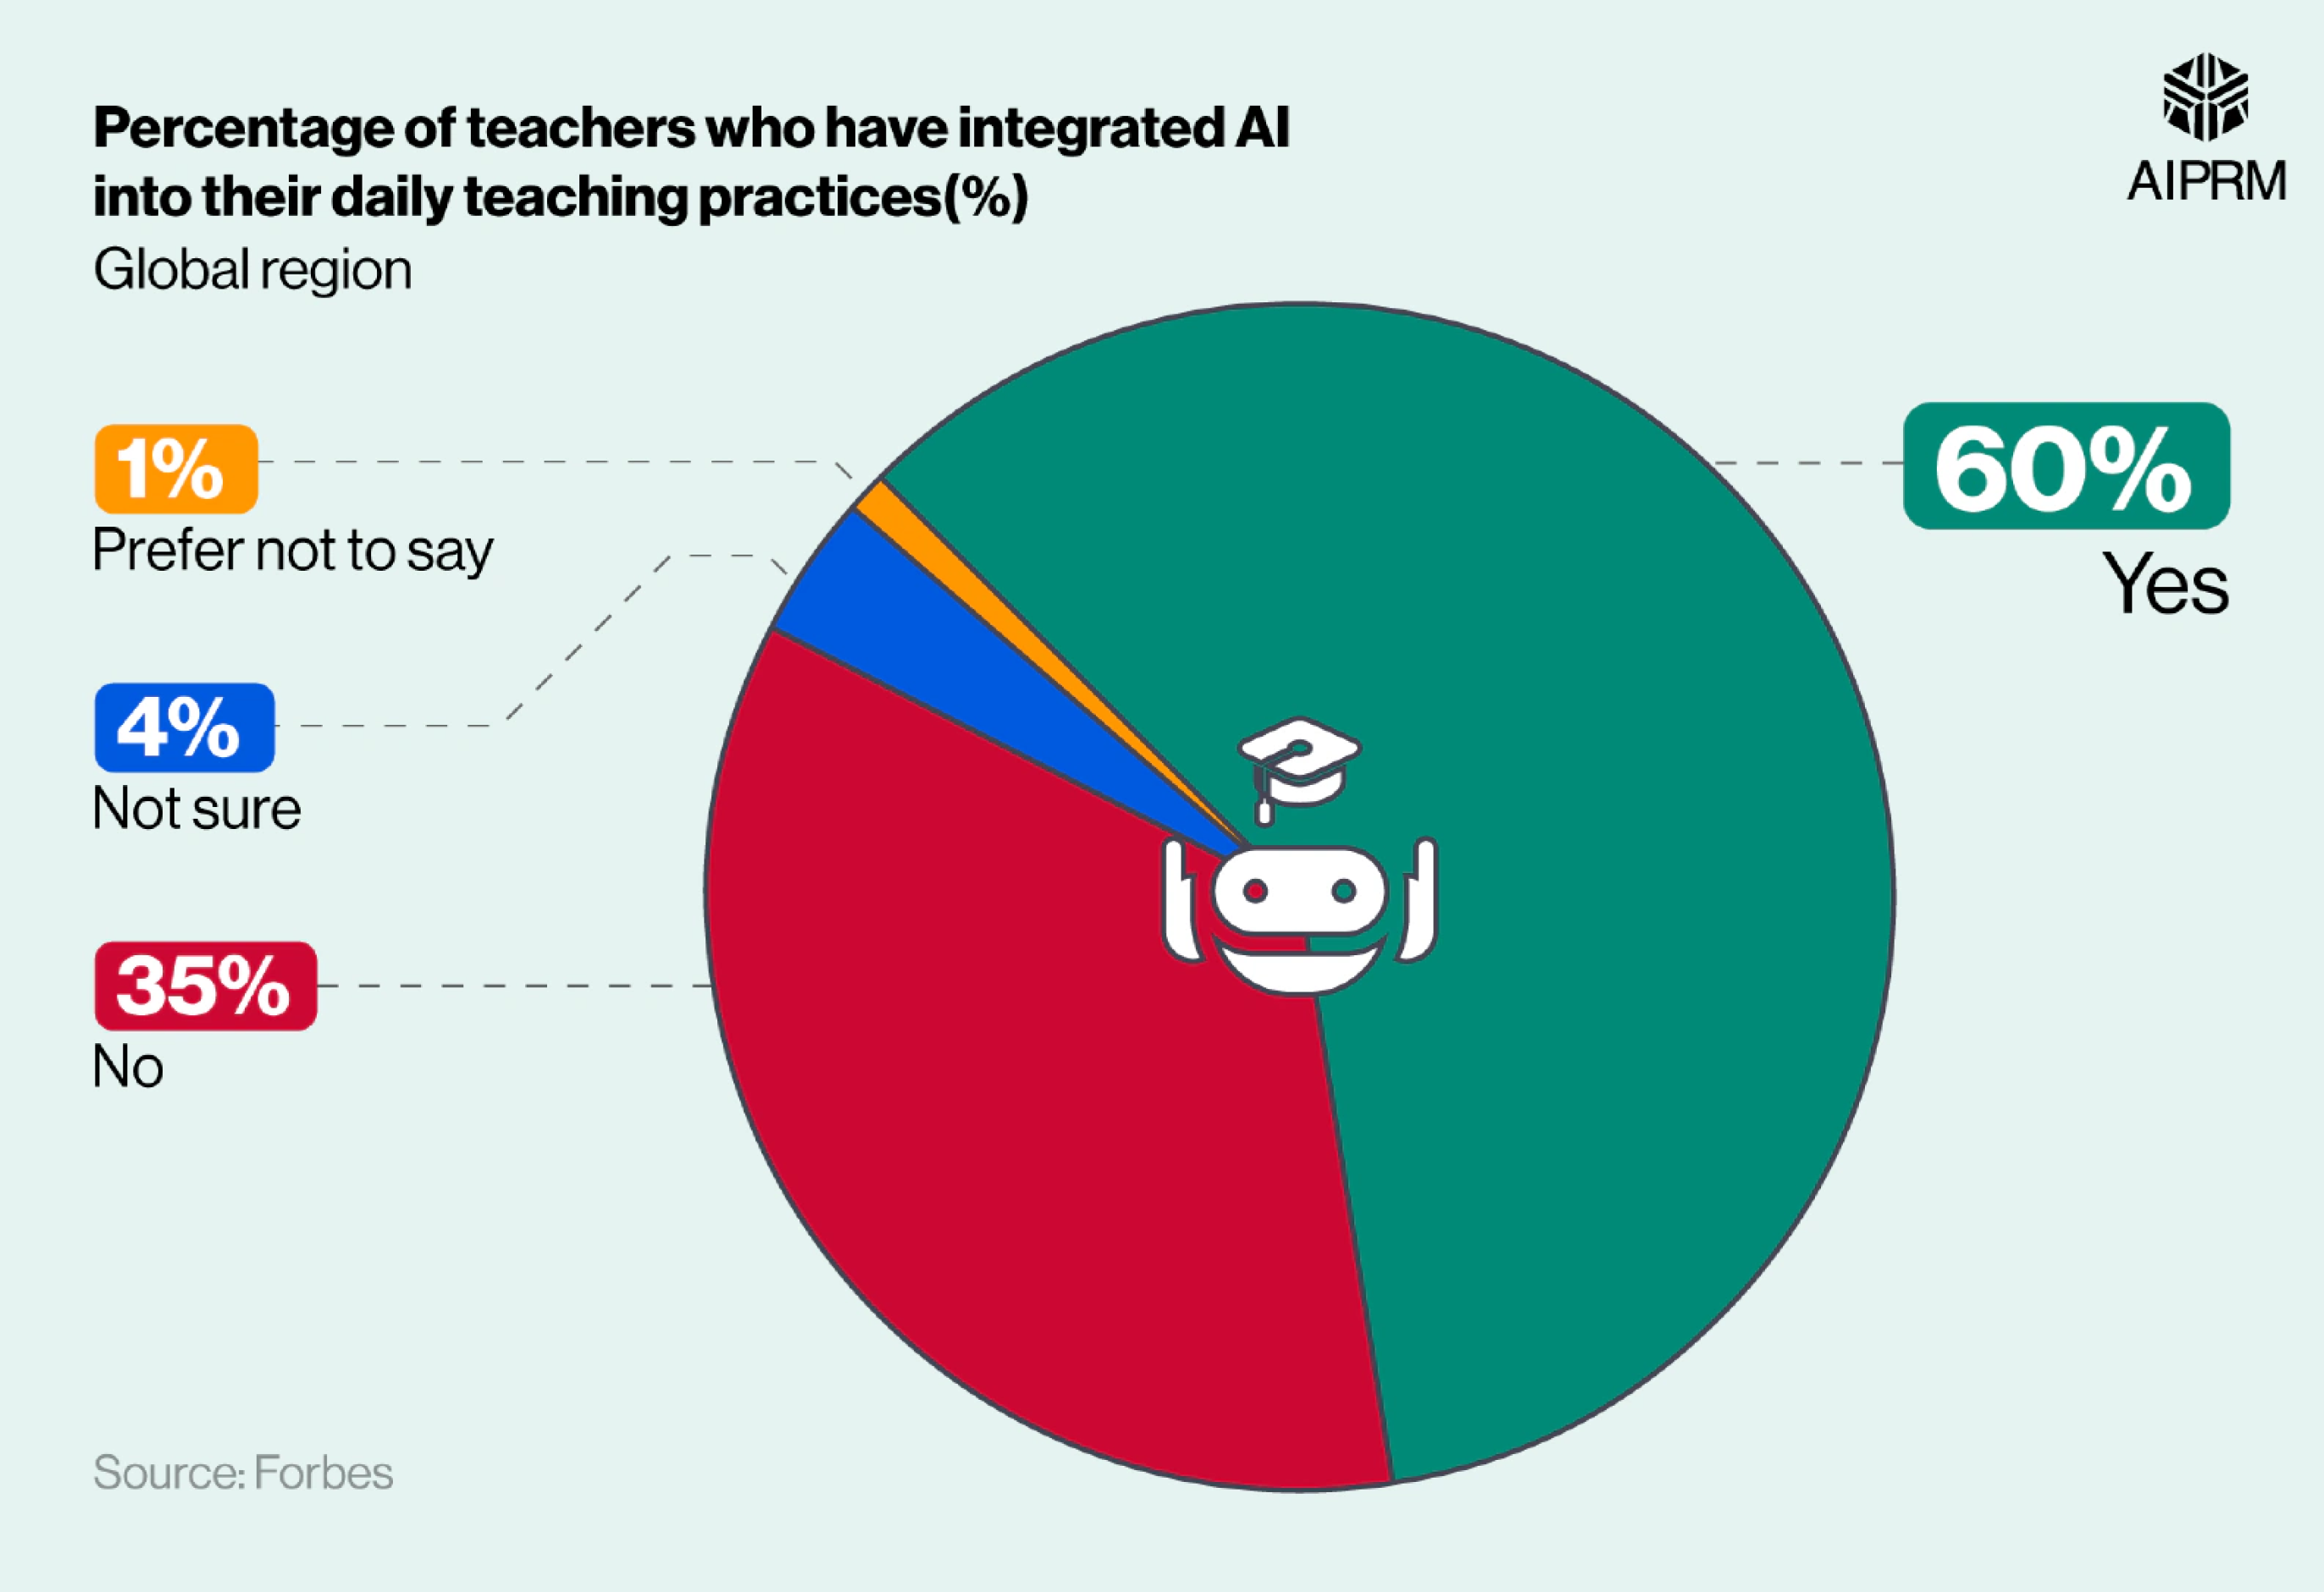 Percentage of teachers who have integrated AI
into their daily teaching practices(%)
Global region
AIPRM
1%
Prefer not to say
4%
Not sure
35%
No
60%
Yes
Source: Forbes